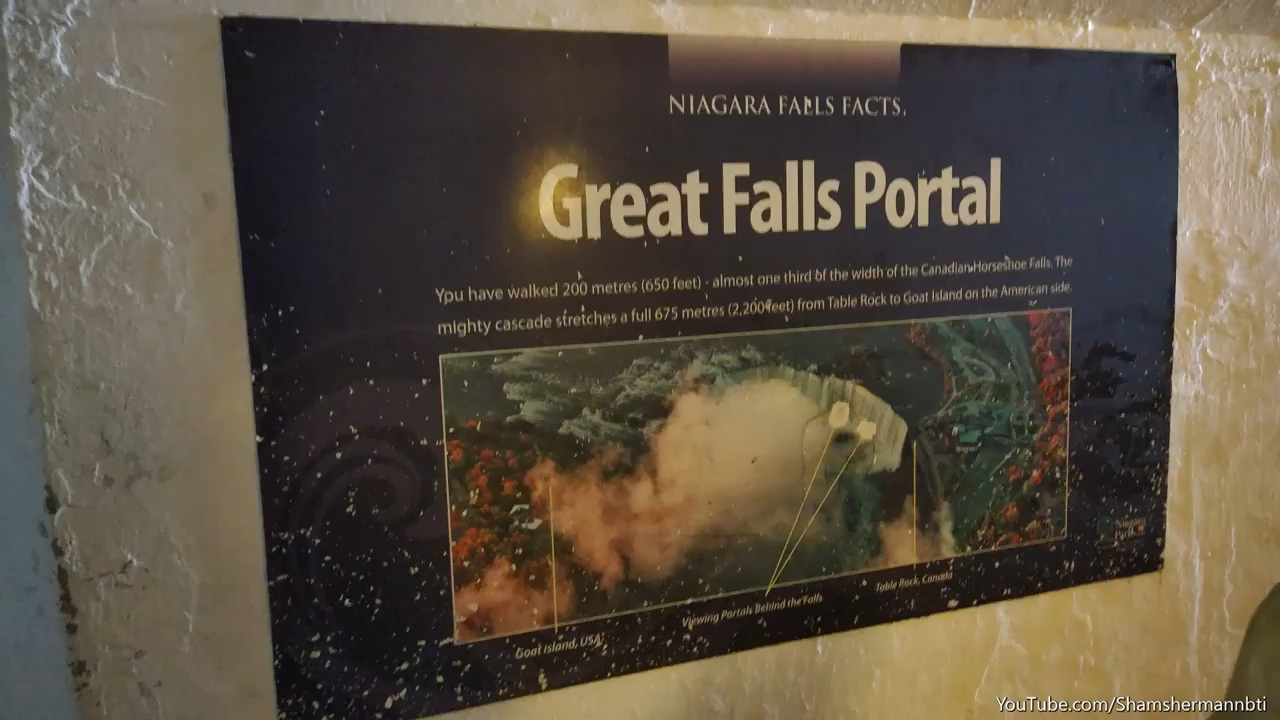 NIAGARA FALLS FACTS.
Great Falls Portal
You have walked 200 metres (650 feet) - almost one third of the width of the Canadian Horseshoe Falls. The
mighty cascade stretches a full 675 metres (2,200 feet) from Table Rock to Goat Island on the American side.
Goat Island, USA
Viewing Portals Behind the Falls
Table Rock, Canada
Niagara
Parks
YouTube.com/Shamshermannbti